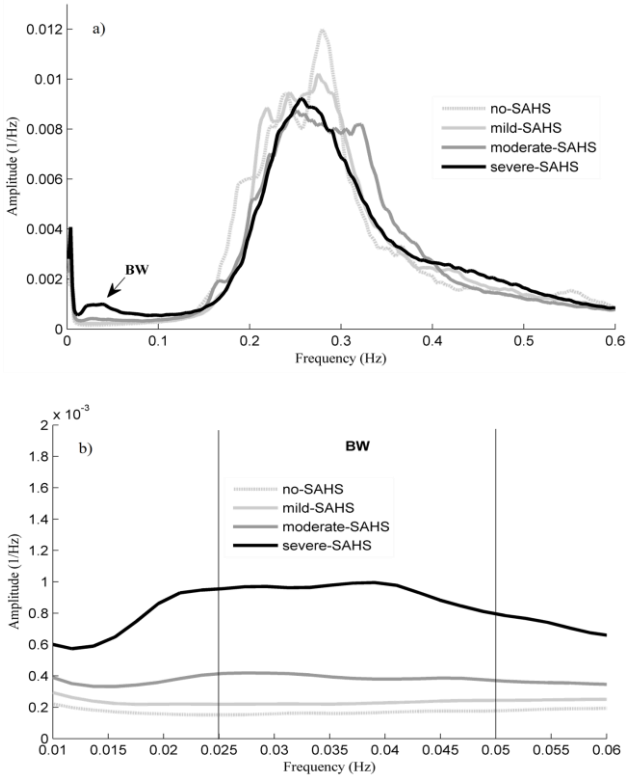 a)
0.014
0.012
0.01
0.008
0.006
0.004
0.002
0
Amplitude (1/Hz)
no-SAHS
mild-SAHS
moderate-SAHS
severe-SAHS
BW
0 0.1 0.2 0.3 0.4 0.5 0.6
Frequency (Hz)
x 10-3
b)
BW
2
1.8
1.6
1.4
1.2
1
0.8
0.6
0.4
0.2
0
Amplitude (1/Hz)
no-SAHS
mild-SAHS
moderate-SAHS
severe-SAHS
0.01 0.015 0.02 0.025 0.03 0.035 0.04 0.045 0.05 0.055 0.06
Frequency (Hz)